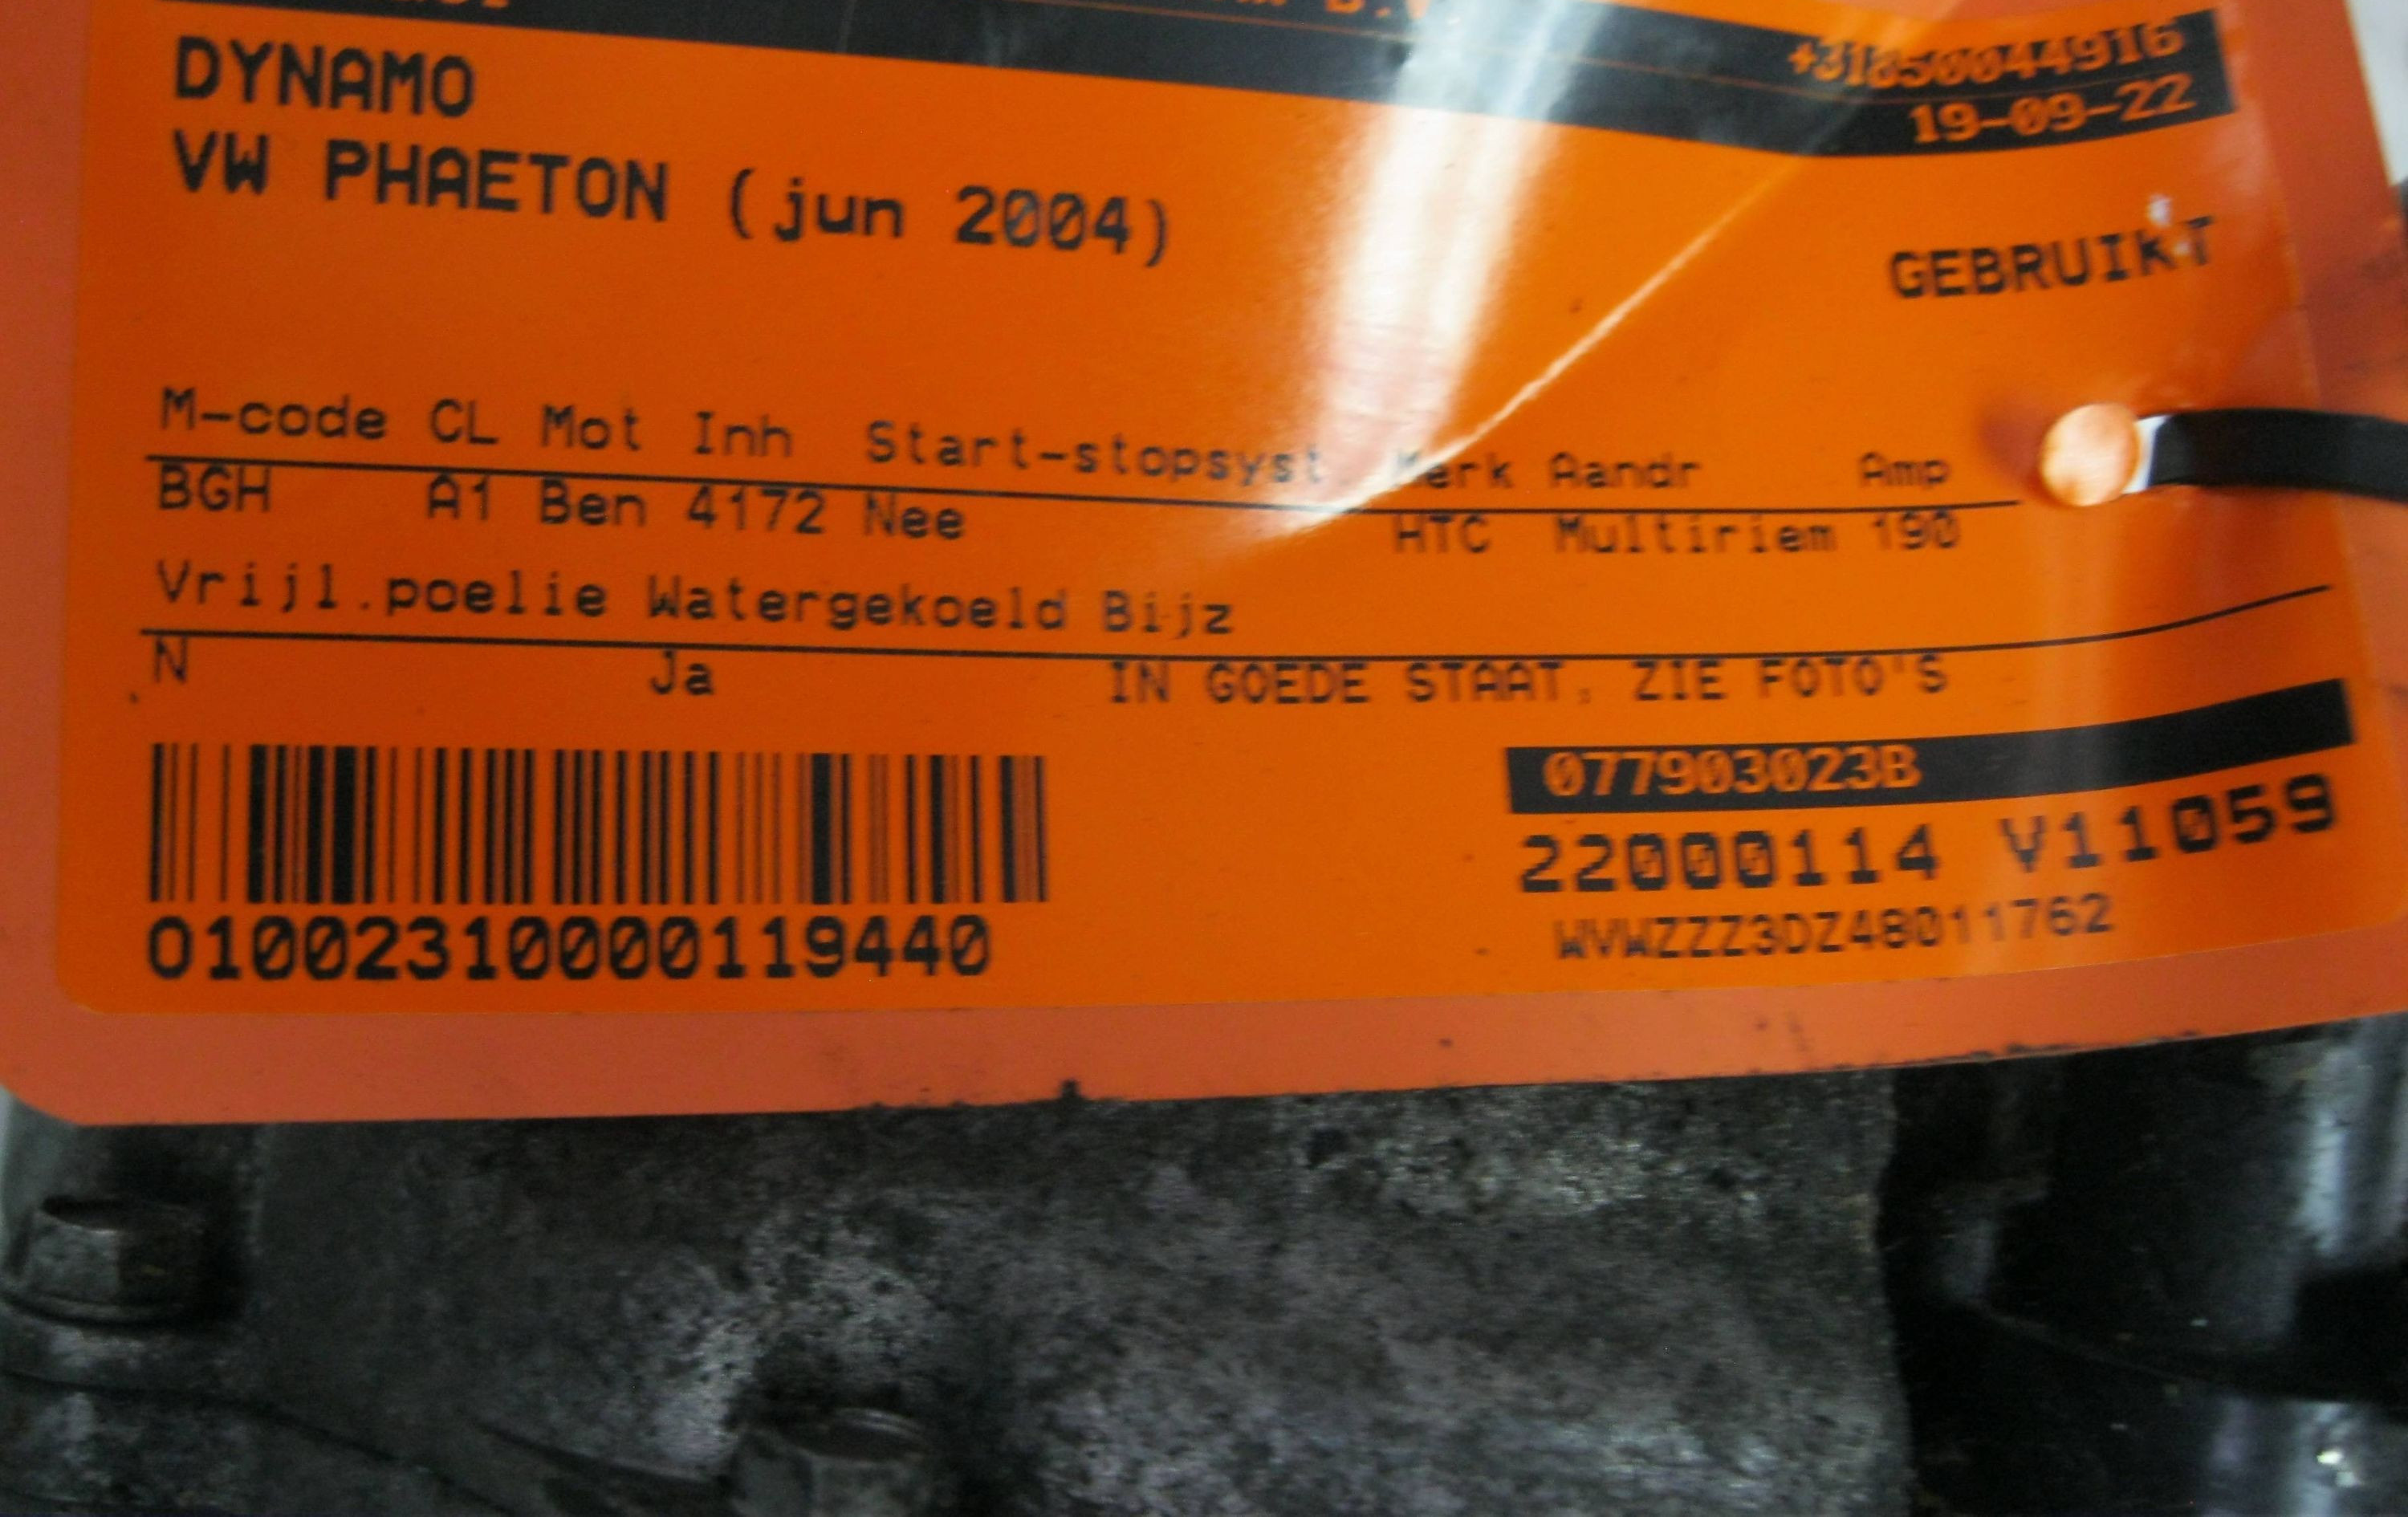 +31850044916
19-09-22
DYNAMO
VW PHAETON (jun 2004)
GEBRUIKT
M-code CL Mot Inh Start-stopsyst Merk Aandr Amp
BGH A1 Ben 4172 Nee HTC Multiriem 190
Vrijl.poelie Watergekoeld Bijz
N Ja IN GOEDE STAAT, ZIE FOTO'S
077903023B
22000114 V11059
O1002310000119440
WVWZZZ3DZ48011762